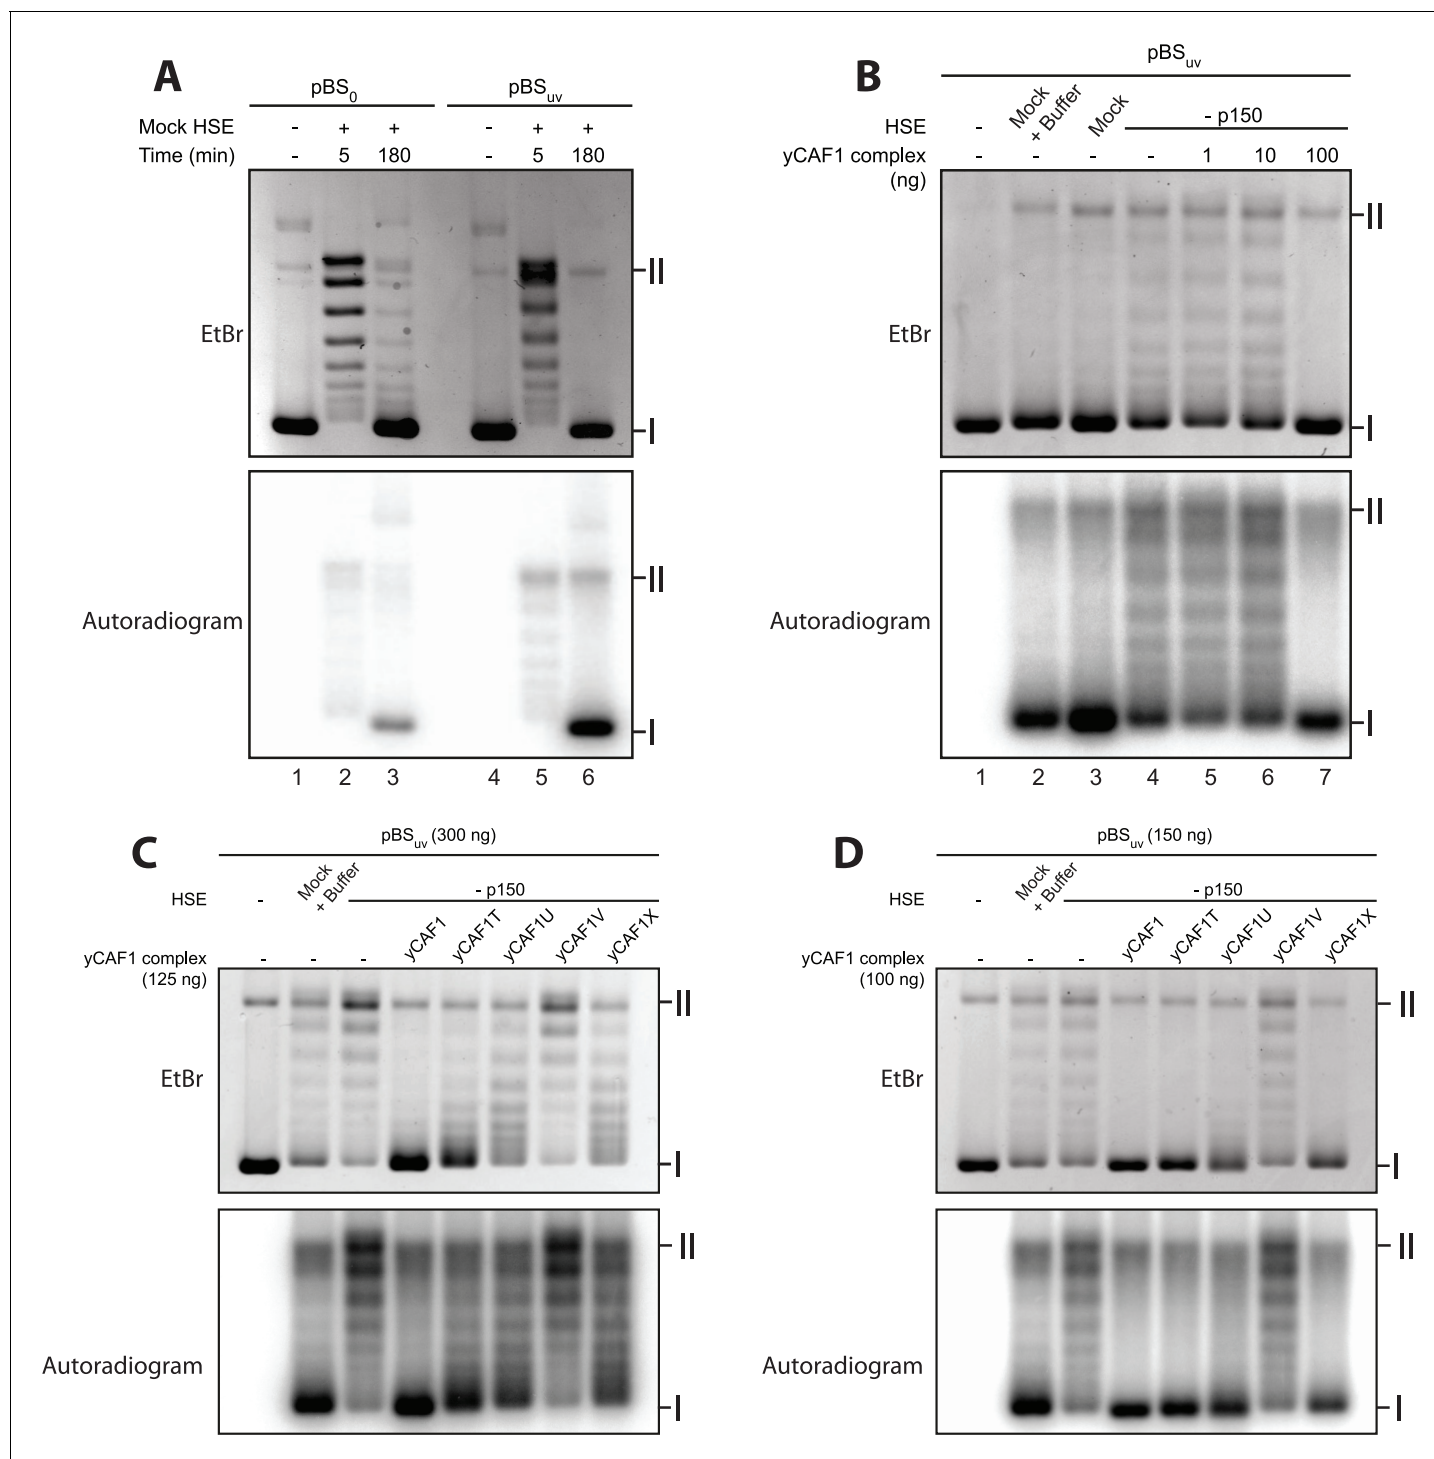 A
pBS0
pBSuv
Mock HSE - + + - + +
Time (min) - 5 180 - 5 180
EtBr
II
I
Autoradiogram
II
I
1 2 3 4 5 6
B
pBSuv
HSE - Mock + Buffer Mock - p150
yCAF1 complex - - - - 1 10 100
(ng)
EtBr
II
I
Autoradiogram
II
I
1 2 3 4 5 6 7
C
pBSuv (300 ng)
HSE - Mock + Buffer - p150
yCAF1 complex - - - yCAF1 yCAF1T yCAF1U yCAF1V yCAF1X
(125 ng)
EtBr
II
I
Autoradiogram
II
I
D
pBSuv (150 ng)
HSE - Mock + Buffer - p150
yCAF1 complex - - - yCAF1 yCAF1T yCAF1U yCAF1V yCAF1X
(100 ng)
EtBr
II
I
Autoradiogram
II
I